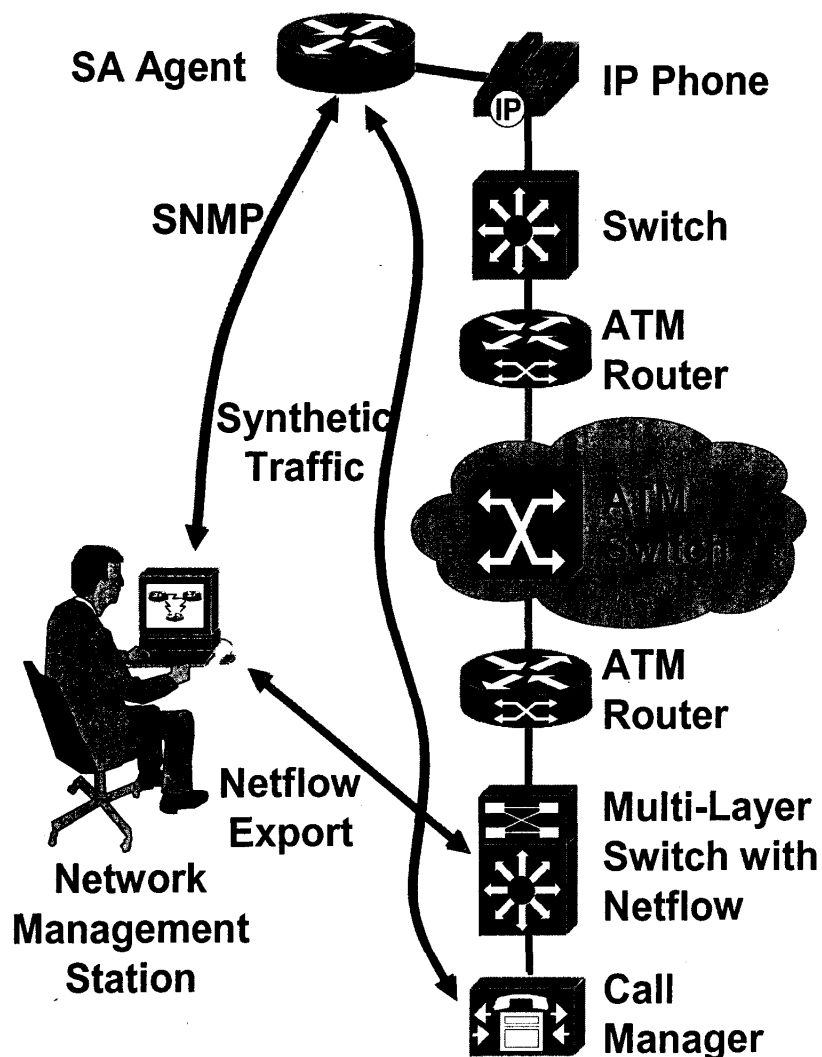 SA Agent
IP Phone
IP
SNMP
Switch
ATM
Router
Synthetic
Traffic
ATM
Switch
ATM
Router
Netflow
Export
Multi-Layer
Switch with
Netflow
Network
Management
Station
Call
Manager